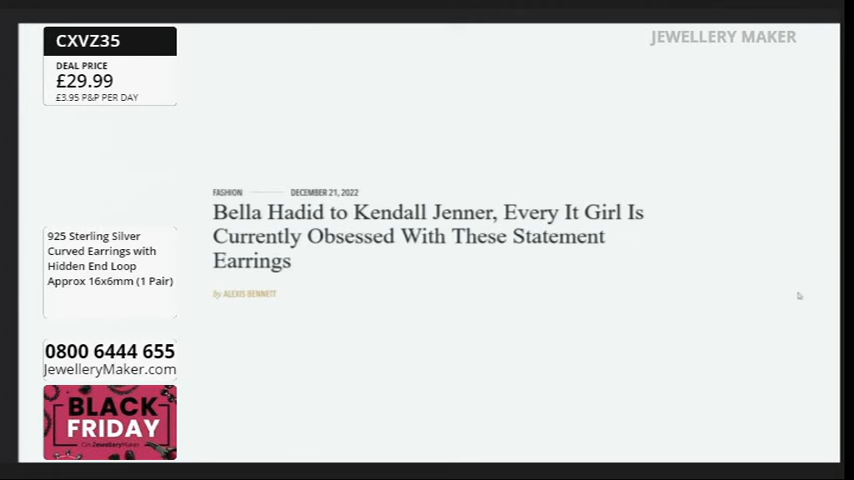 CXVZ35
DEAL PRICE
£29.99
£3.95 P&P PER DAY
JEWELLERY MAKER
FASHION DECEMBER 21, 2022
Bella Hadid to Kendall Jenner, Every It Girl Is
Currently Obsessed With These Statement
Earrings
By ALEXIS BENNETT
925 Sterling Silver
Curved Earrings with
Hidden End Loop
Approx 16x6mm (1 Pair)
0800 6444 655
JewelleryMaker.com
BLACK
FRIDAY
On JewelleryMaker